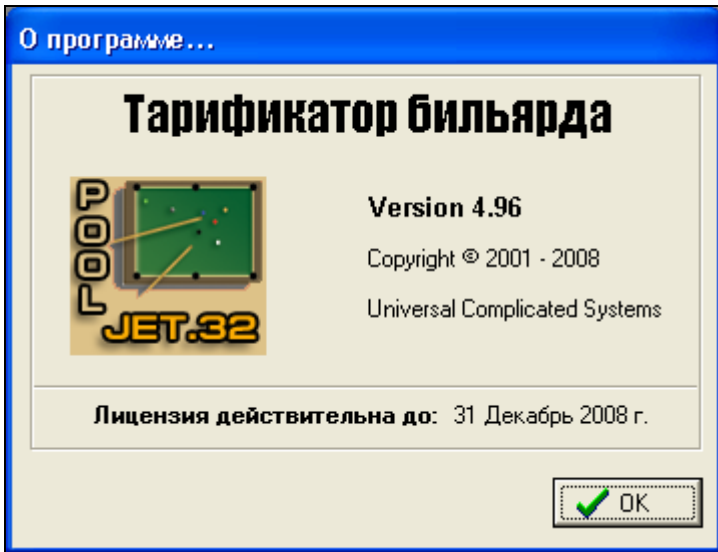 О программе...
Тарификатор бильярда
POOL
JET.32
Version 4.96
Copyright © 2001 - 2008
Universal Complicated Systems
Лицензия действительна до: 31 Декабрь 2008 г.
OK